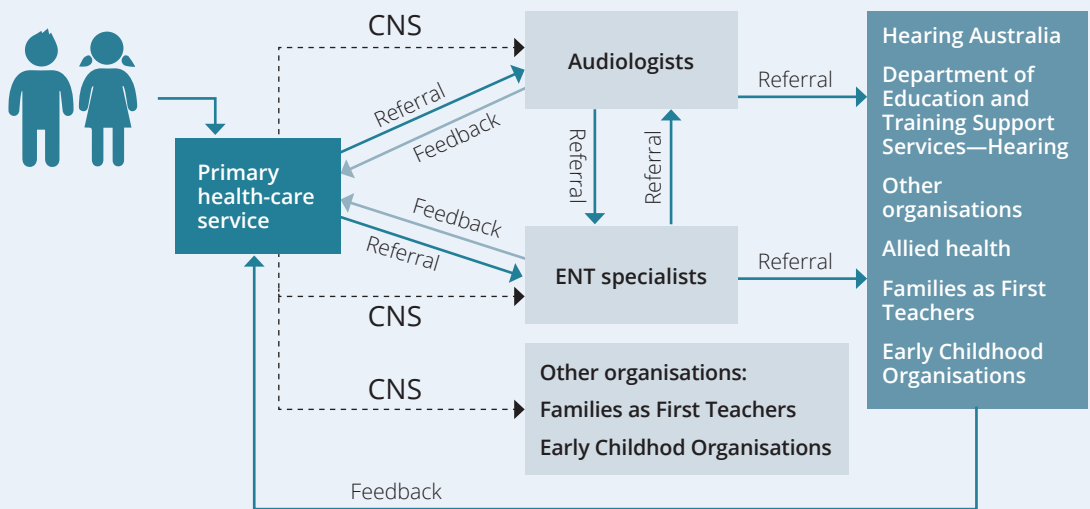 CNS
Referral
Feedback
Primary
health-care
service
Feedback
Referral
CNS
CNS
Audiologists
Referral
Referral
ENT specialists
Other organisations:
Families as First Teachers
Early Childhod Organisations
Referral
Referral
Hearing Australia
Department of
Education and
Training Support
Services—Hearing
Other
organisations
Allied health
Families as First
Teachers
Early Childhood
Organisations
Feedback